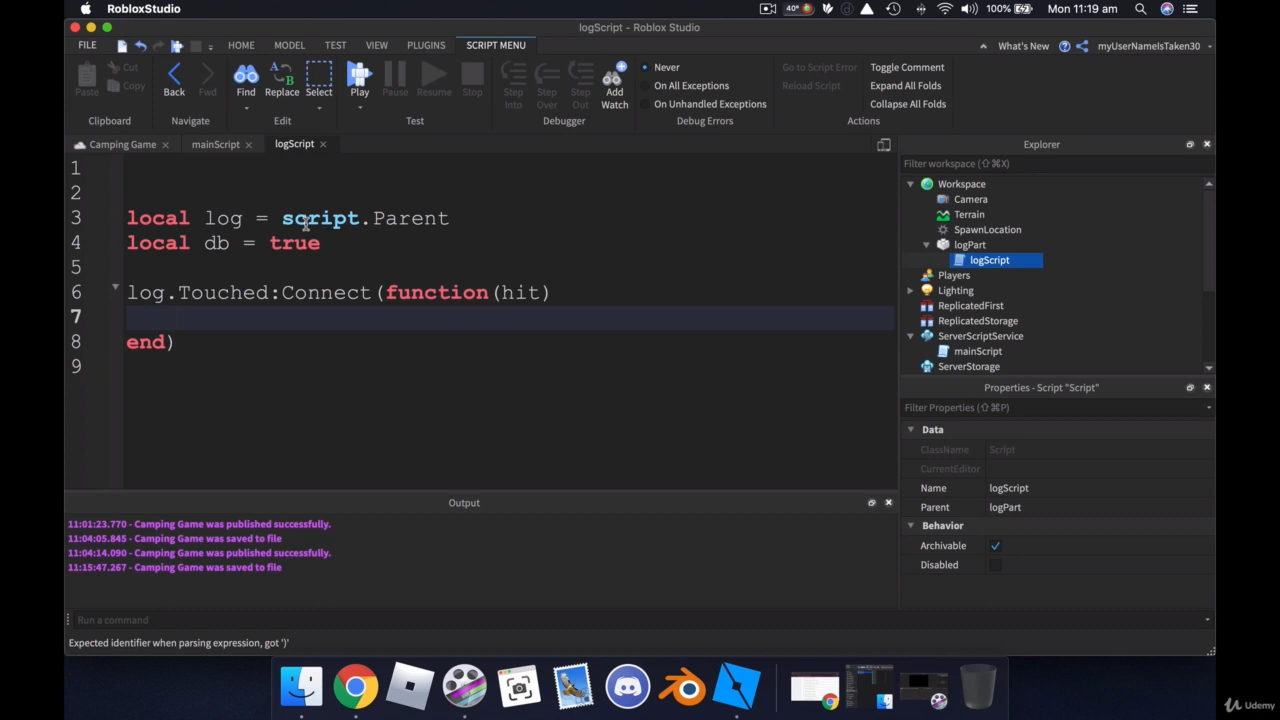 RobloxStudio
40°
100%
Mon 11:19 am
logScript - Roblox Studio
FILE
HOME
MODEL
TEST
VIEW
PLUGINS
SCRIPT MENU
What's New
myUserNameIsTaken30
Paste
Cut
Copy
Back
Fwd
Find
Replace
Select
Play
Pause
Resume
Stop
Step Into
Step Over
Step Out
Add Watch
Never
On All Exceptions
On Unhandled Exceptions
Go to Script Error
Reload Script
Toggle Comment
Expand All Folds
Collapse All Folds
Clipboard
Navigate
Edit
Test
Debugger
Debug Errors
Actions
Camping Game
mainScript
logScript
1
2
3 local log = script.Parent
4 local db = true
5
6 log.Touched:Connect(function(hit)
7
8 end)
9
Explorer
Filter workspace (⇧⌘X)
Workspace
Camera
Terrain
SpawnLocation
logPart
logScript
Players
Lighting
ReplicatedFirst
ReplicatedStorage
ServerScriptService
mainScript
ServerStorage
Properties - Script "Script"
Filter Properties (⇧⌘P)
Data
ClassName Script
CurrentEditor
Name logScript
Parent logPart
Behavior
Archivable
Disabled
Output
11:01:23.770 - Camping Game was published successfully.
11:04:05.845 - Camping Game was saved to file
11:04:14.090 - Camping Game was published successfully.
11:15:47.267 - Camping Game was saved to file
Run a command
Expected identifier when parsing expression, got ')'
Udemy